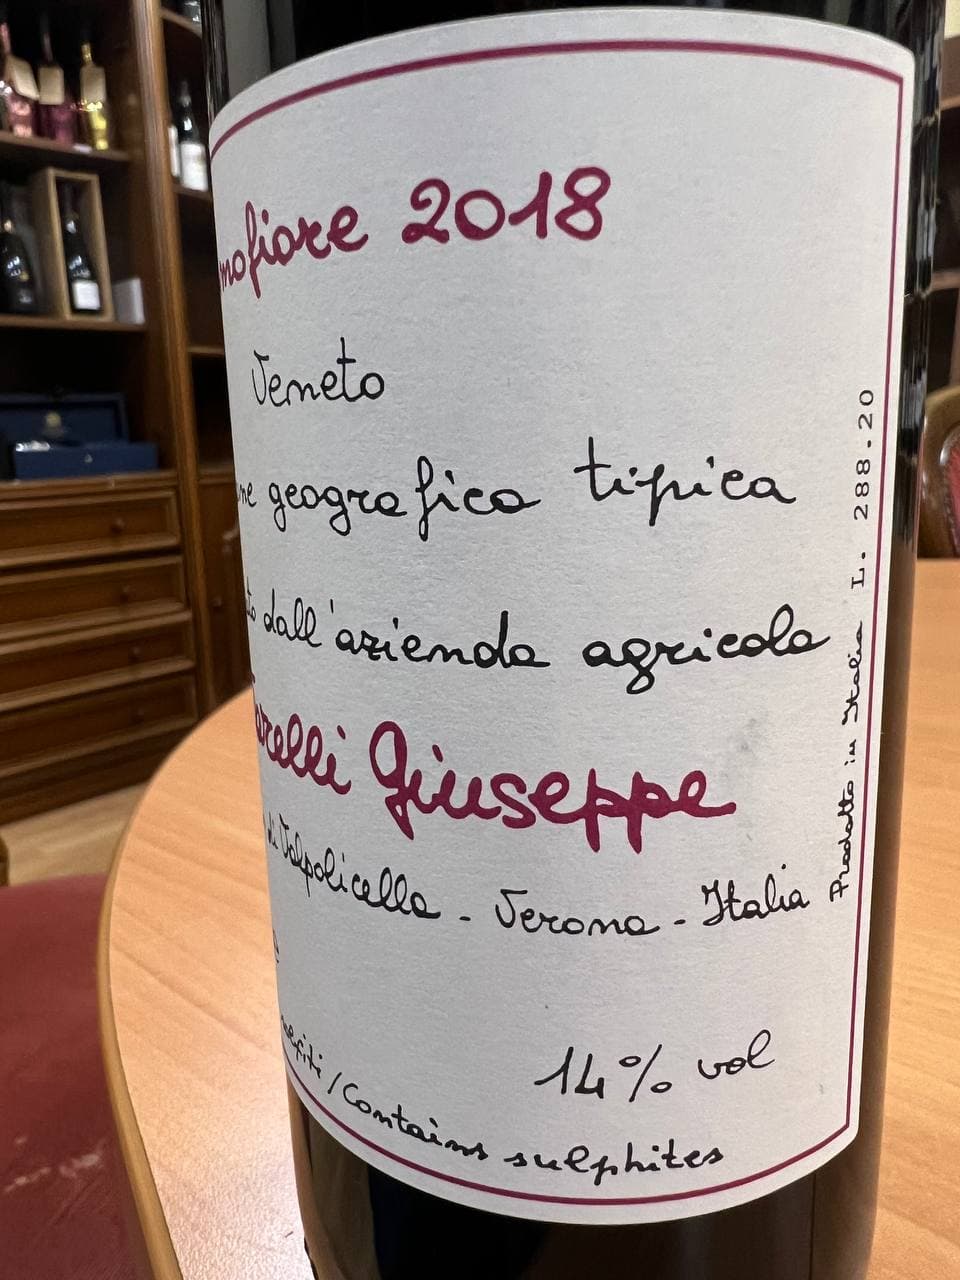 mofiore 2018
Veneto
ne geografica tipica
to dall'azienda agricola
arelli Giuseppe
di Valpolicella - Verona - Italia
solfiti / Contains sulphites
14% vol
Prodotto in Italia L. 288.20